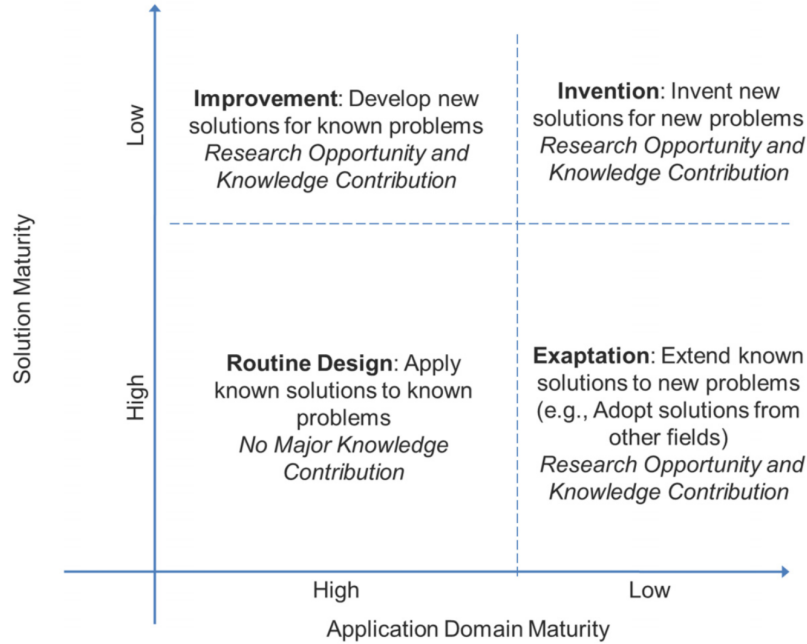 Improvement: Develop new
solutions for known problems
Research Opportunity and
Knowledge Contribution
Invention: Invent new
solutions for new problems
Research Opportunity and
Knowledge Contribution
Low
Solution Maturity
High
Routine Design: Apply
known solutions to known
problems
No Major Knowledge
Contribution
Exaptation: Extend known
solutions to new problems
(e.g., Adopt solutions from
other fields)
Research Opportunity and
Knowledge Contribution
High
Low
Application Domain Maturity